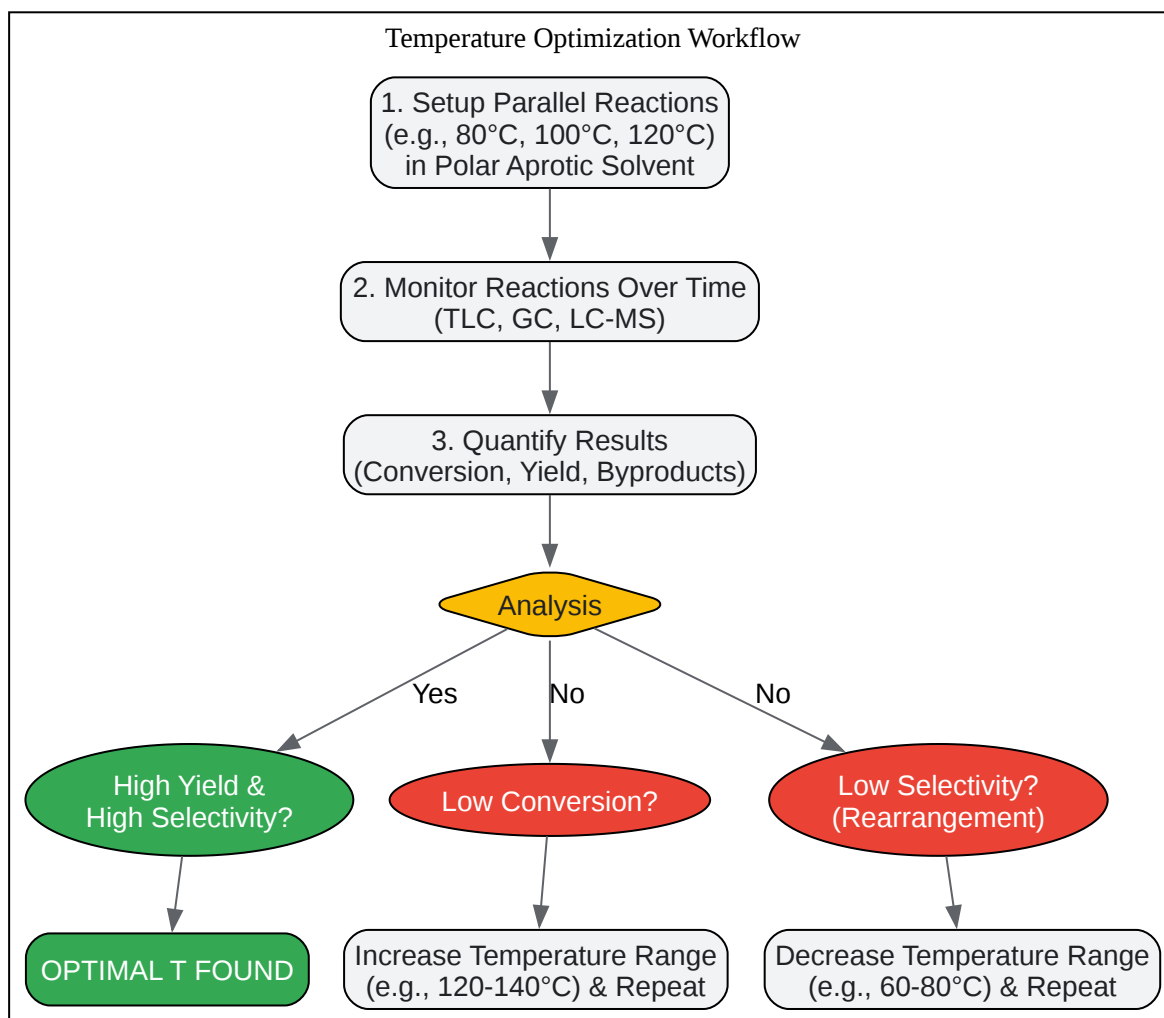 Temperature Optimization Workflow
1. Setup Parallel Reactions
(e.g., 80°C, 100°C, 120°C)
in Polar Aprotic Solvent
2. Monitor Reactions Over Time
(TLC, GC, LC-MS)
3. Quantify Results
(Conversion, Yield, Byproducts)
Analysis
Yes
No
No
High Yield &
High Selectivity?
Low Conversion?
Low Selectivity?
(Rearrangement)
OPTIMAL T FOUND
Increase Temperature Range
(e.g., 120-140°C) & Repeat
Decrease Temperature Range
(e.g., 60-80°C) & Repeat